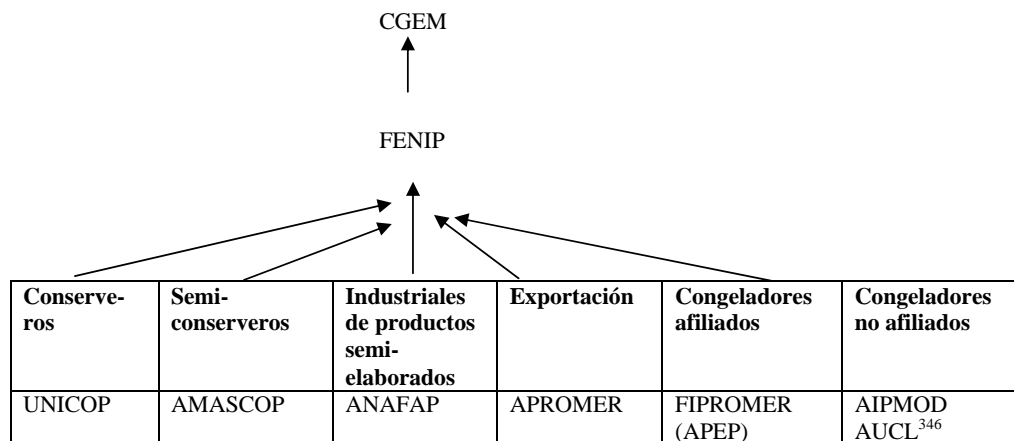 CGEM
FENIP
Conserve-
ros
Semi-
conserveros
Industriales
de productos
semi-
elaborados
Exportación
Congeladores
afiliados
Congeladores
no afiliados
UNICOP
AMASCOP
ANAFAP
APROMER
FIPROMER
(APEP)
AIPMOD
AUCL346